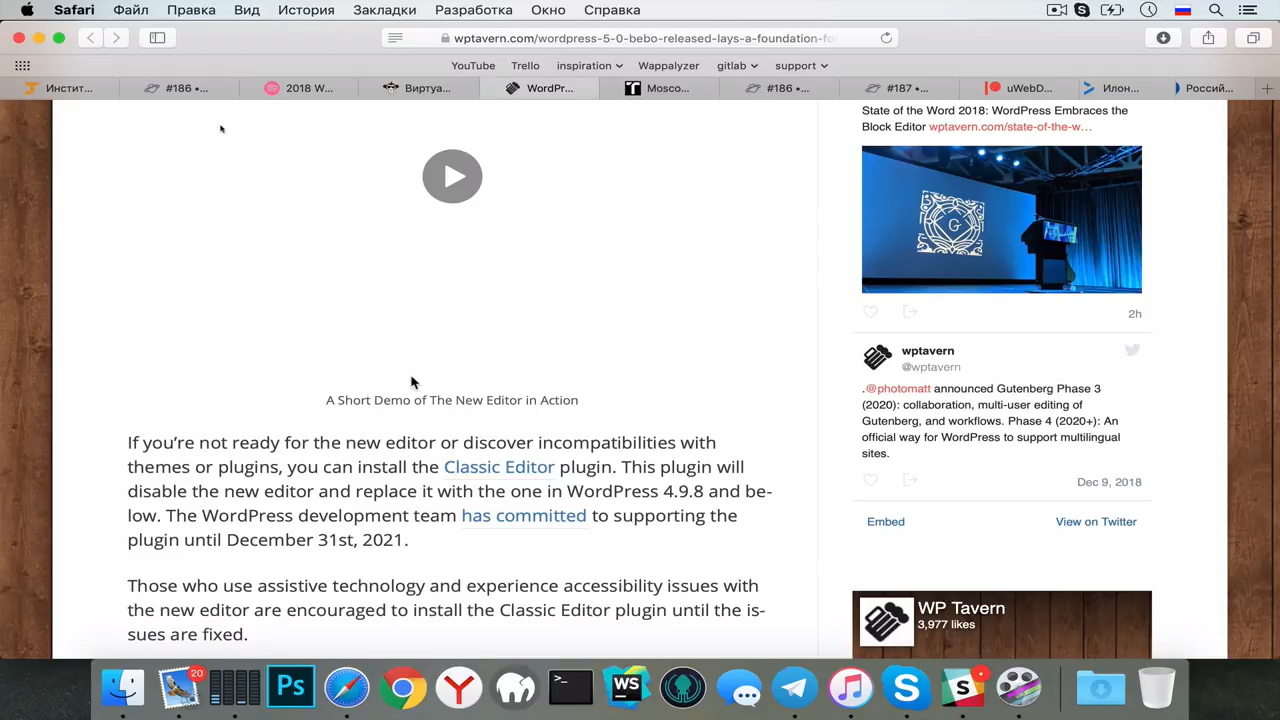 Safari Файл Правка Вид История Закладки Разработка Окно Справка
wptavern.com/wordpress-5-0-bebo-released-lays-a-foundation-fo
YouTube Trello inspiration Wappalyzer gitlab support
Инстит... #186 •... 2018 W... Виртуа... WordPr... Mosco... #186 •... #187 •... uWebD... Илон... Россий...
State of the Word 2018: WordPress Embraces the
Block Editor wptavern.com/state-of-the-w…
G
2h
wptavern
@wptavern
.@photomatt announced Gutenberg Phase 3
(2020): collaboration, multi-user editing of
Gutenberg, and workflows. Phase 4 (2020+): An
official way for WordPress to support multilingual
sites.
Dec 9, 2018
Embed View on Twitter
WP Tavern
3,977 likes
A Short Demo of The New Editor in Action
If you’re not ready for the new editor or discover incompatibilities with
themes or plugins, you can install the Classic Editor plugin. This plugin will
disable the new editor and replace it with the one in WordPress 4.9.8 and be-
low. The WordPress development team has committed to supporting the
plugin until December 31st, 2021.
Those who use assistive technology and experience accessibility issues with
the new editor are encouraged to install the Classic Editor plugin until the is-
sues are fixed.
20 Ps Y >_ WS S S